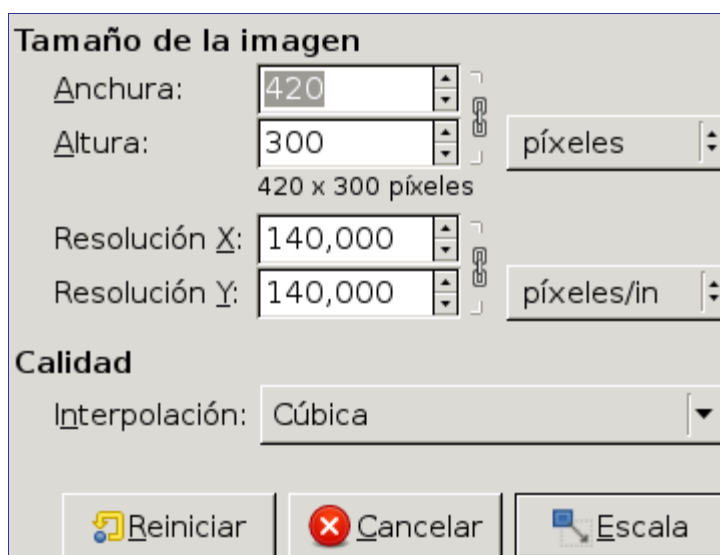 Tamaño de la imagen
Anchura: 420
Altura: 300 píxeles
420 x 300 píxeles
Resolución X: 140,000
Resolución Y: 140,000 píxeles/in
Calidad
Interpolación: Cúbica
Reiniciar Cancelar Escala